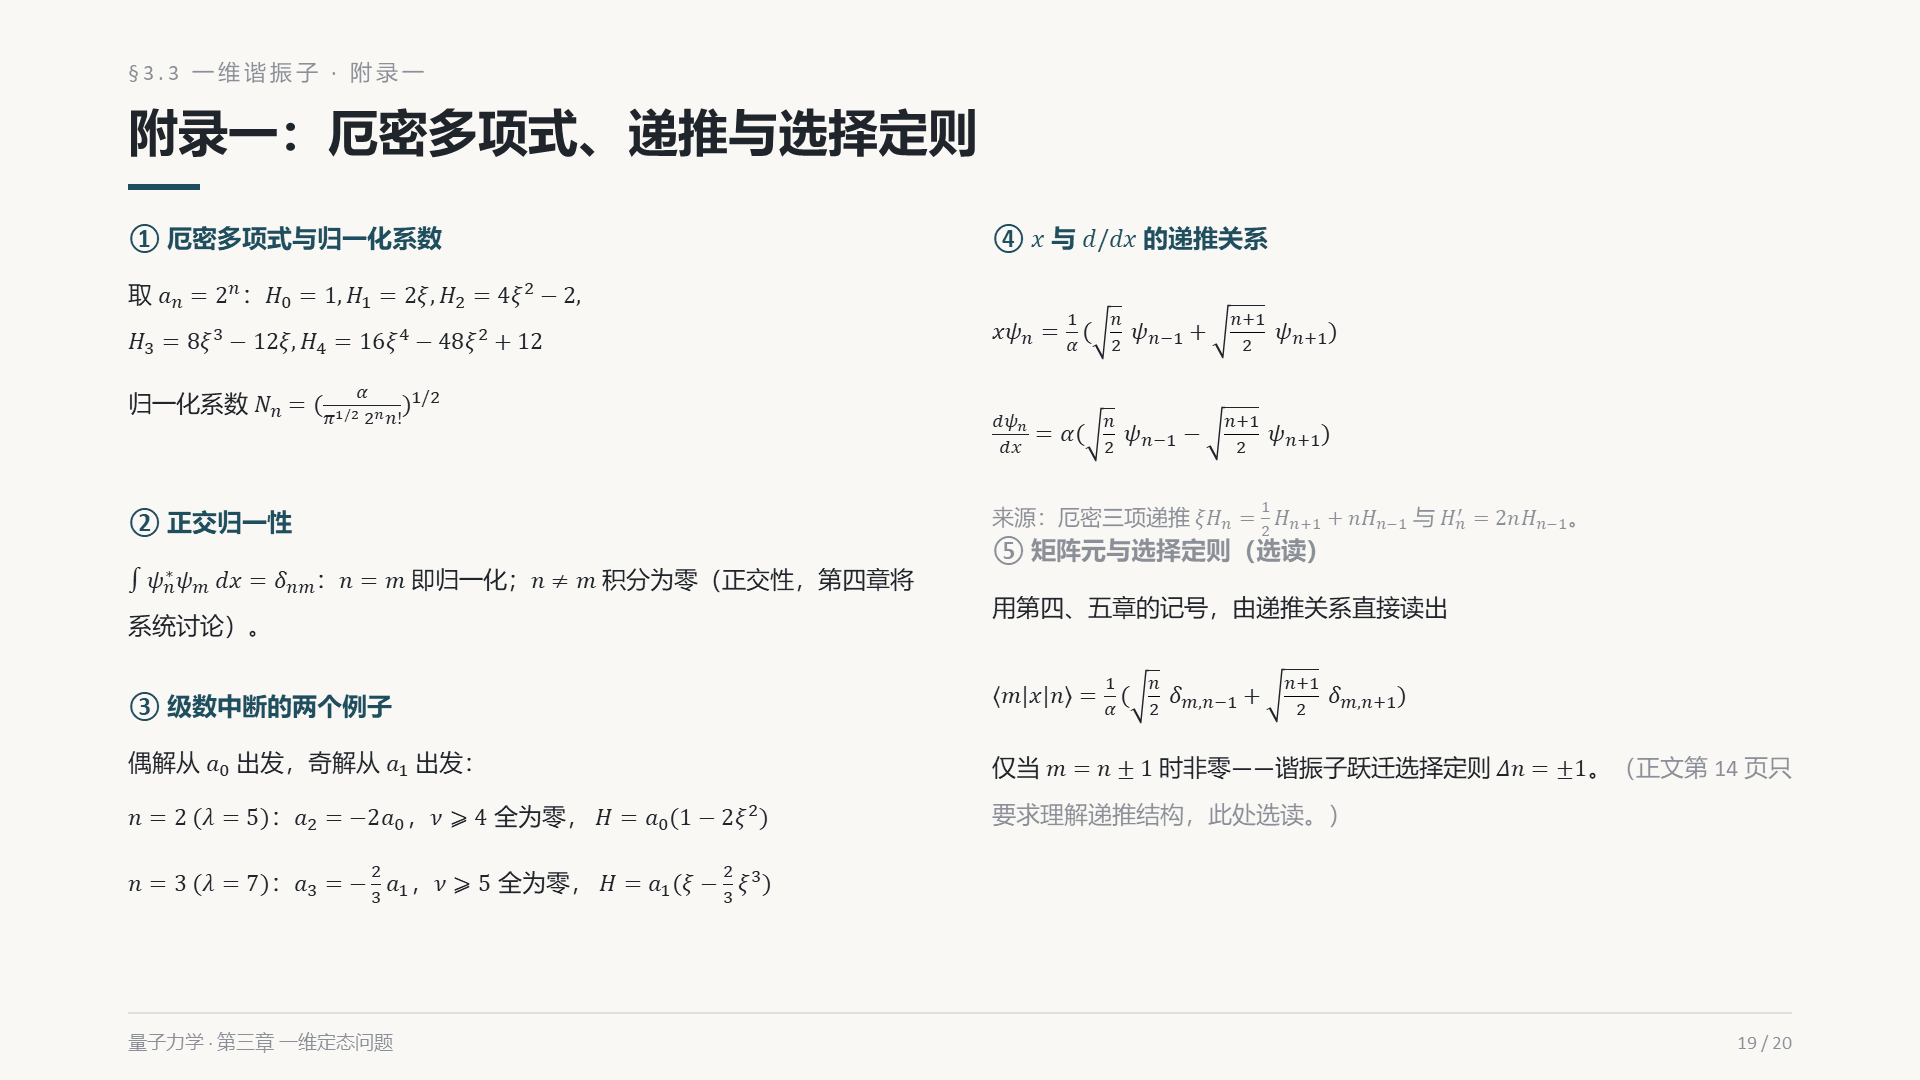 §3.3 一维谐振子 · 附录一
附录一：厄密多项式、递推与选择定则
① 厄密多项式与归一化系数
取 aₙ = 2ⁿ：H₀ = 1, H₁ = 2ξ, H₂ = 4ξ² − 2,
H₃ = 8ξ³ − 12ξ, H₄ = 16ξ⁴ − 48ξ² + 12
归一化系数 Nₙ = (α/(π^{1/2} 2ⁿn!))^{1/2}
② 正交归一性
∫ ψₙ*ψₘ dx = δₙₘ：n = m 即归一化；n ≠ m 积分为零（正交性，第四章将
系统讨论）。
③ 级数中断的两个例子
偶解从 a₀ 出发，奇解从 a₁ 出发：
n = 2 (λ = 5)：a₂ = −2a₀，ν ⩾ 4 全为零， H = a₀(1 − 2ξ²)
n = 3 (λ = 7)：a₃ = −2/3 a₁，ν ⩾ 5 全为零， H = a₁(ξ − 2/3 ξ³)
④ x 与 d/dx 的递推关系
xψₙ = 1/α (√(n/2) ψₙ₋₁ + √((n+1)/2) ψₙ₊₁)
dψₙ/dx = α(√(n/2) ψₙ₋₁ − √((n+1)/2) ψₙ₊₁)
来源：厄密三项递推 ξHₙ = 1/2 Hₙ₊₁ + nHₙ₋₁ 与 H′ₙ = 2nHₙ₋₁。
⑤ 矩阵元与选择定则（选读）
用第四、五章的记号，由递推关系直接读出
⟨m|x|n⟩ = 1/α (√(n/2) δ_{m,n−1} + √((n+1)/2) δ_{m,n+1})
仅当 m = n ± 1 时非零——谐振子跃迁选择定则 Δn = ±1。（正文第 14 页只
要求理解递推结构，此处选读。）
量子力学 · 第三章 一维定态问题
19 / 20